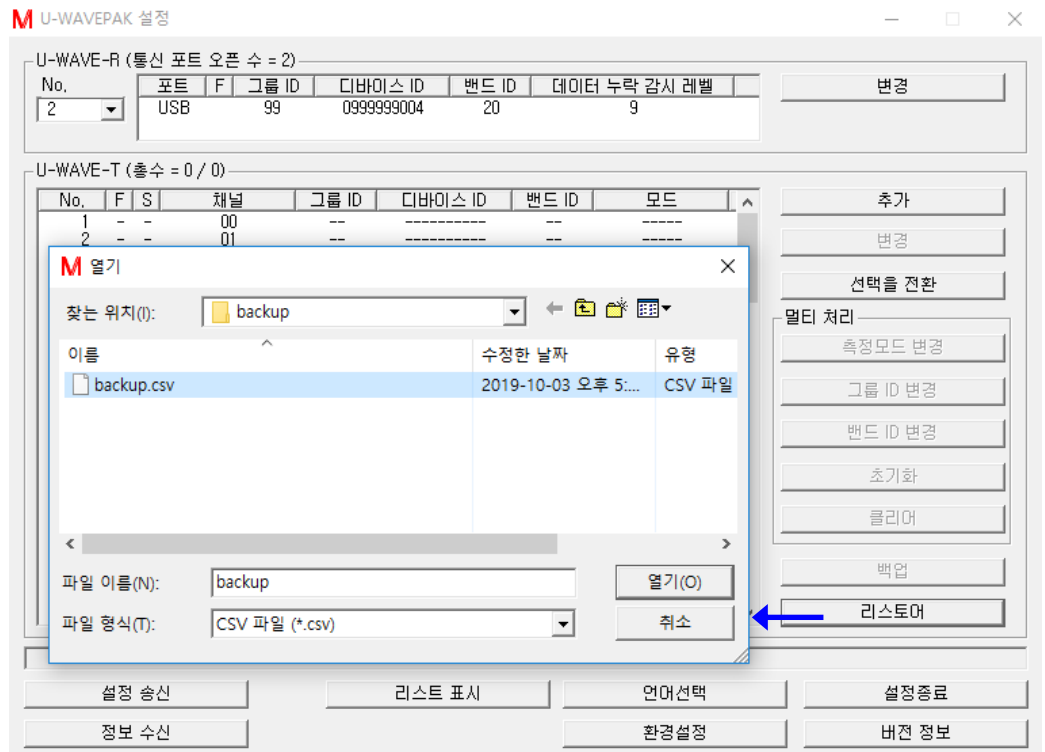 U-WAVEPAK 설정
U-WAVE-R (통신 포트 오픈 수 = 2)
No. 포트 F 그룹 ID 디바이스 ID 밴드 ID 데이터 누락 감시 레벨 변경
2 USB 99 0999999004 20 9
U-WAVE-T (총수 = 0 / 0)
No. F S 채널 그룹 ID 디바이스 ID 밴드 ID 모드 추가
1 - - 00 -- ---------- -- -----
2 - - 01 -- ---------- -- ----- 변경
열기
선택을 전환
찾는 위치(I): backup
멀티 처리
이름 수정한 날짜 유형 측정모드 변경
backup.csv 2019-10-03 오후 5:... CSV 파일 그룹 ID 변경
밴드 ID 변경
초기화
클리어
파일 이름(N): backup 열기(O) 백업
파일 형식(T): CSV 파일 (*.csv) 취소 리스토어
설정 송신 리스트 표시 언어선택 설정종료
정보 수신 환경설정 버전 정보